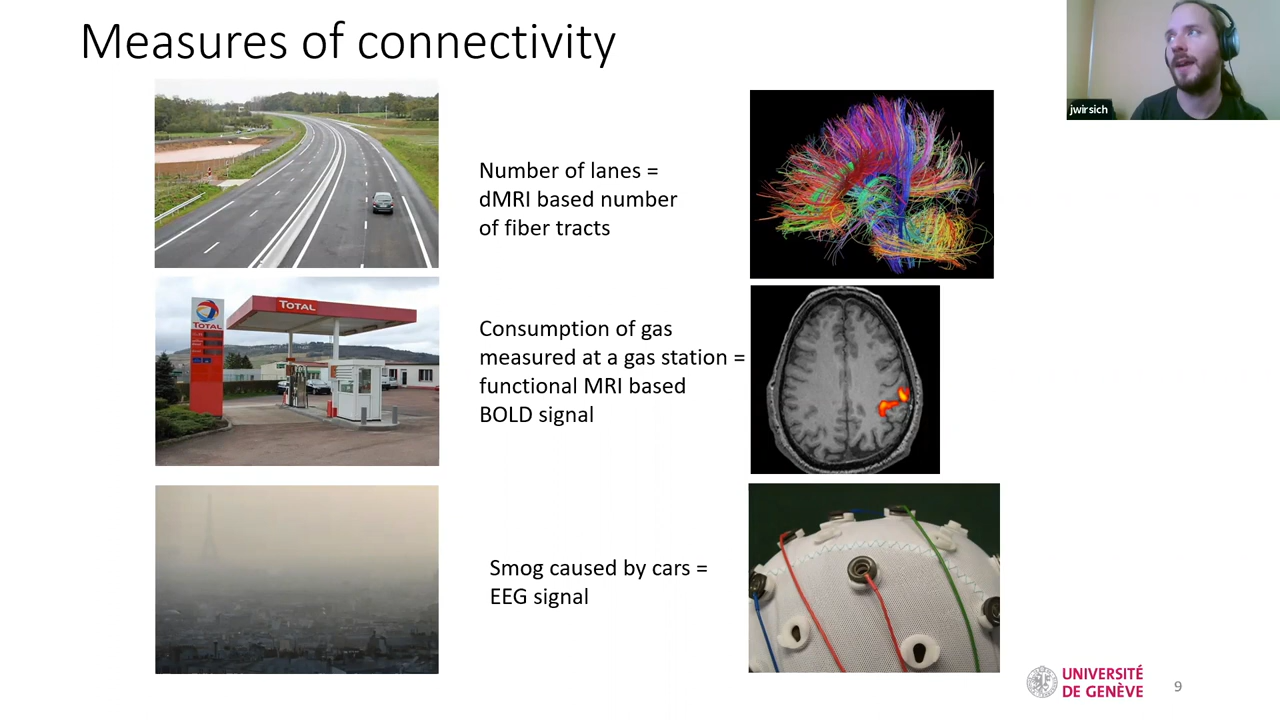 Measures of connectivity
jwirsich
Number of lanes =
dMRI based number
of fiber tracts
TOTAL
TOTAL
Consumption of gas
measured at a gas station =
functional MRI based
BOLD signal
Smog caused by cars =
EEG signal
UNIVERSITÉ
DE GENÈVE
9